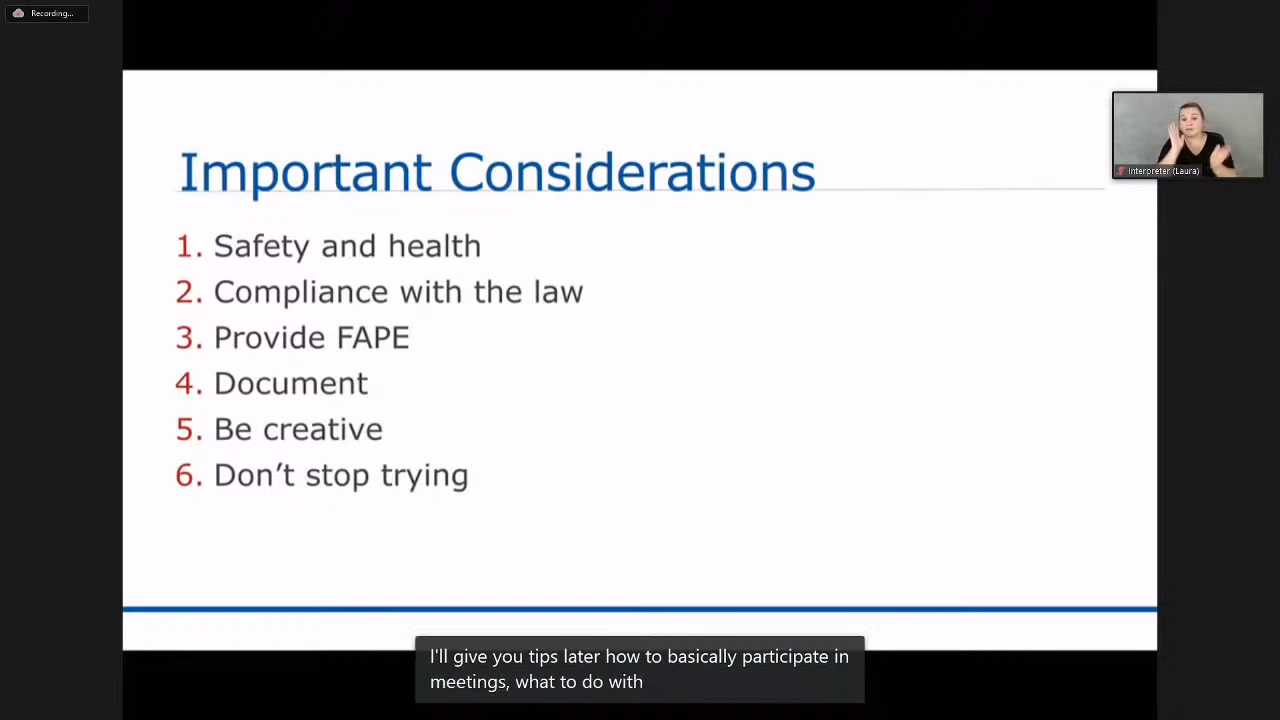 Recording...
Important Considerations
1. Safety and health
2. Compliance with the law
3. Provide FAPE
4. Document
5. Be creative
6. Don’t stop trying
Interpreter (Laura)
I'll give you tips later how to basically participate in
meetings, what to do with